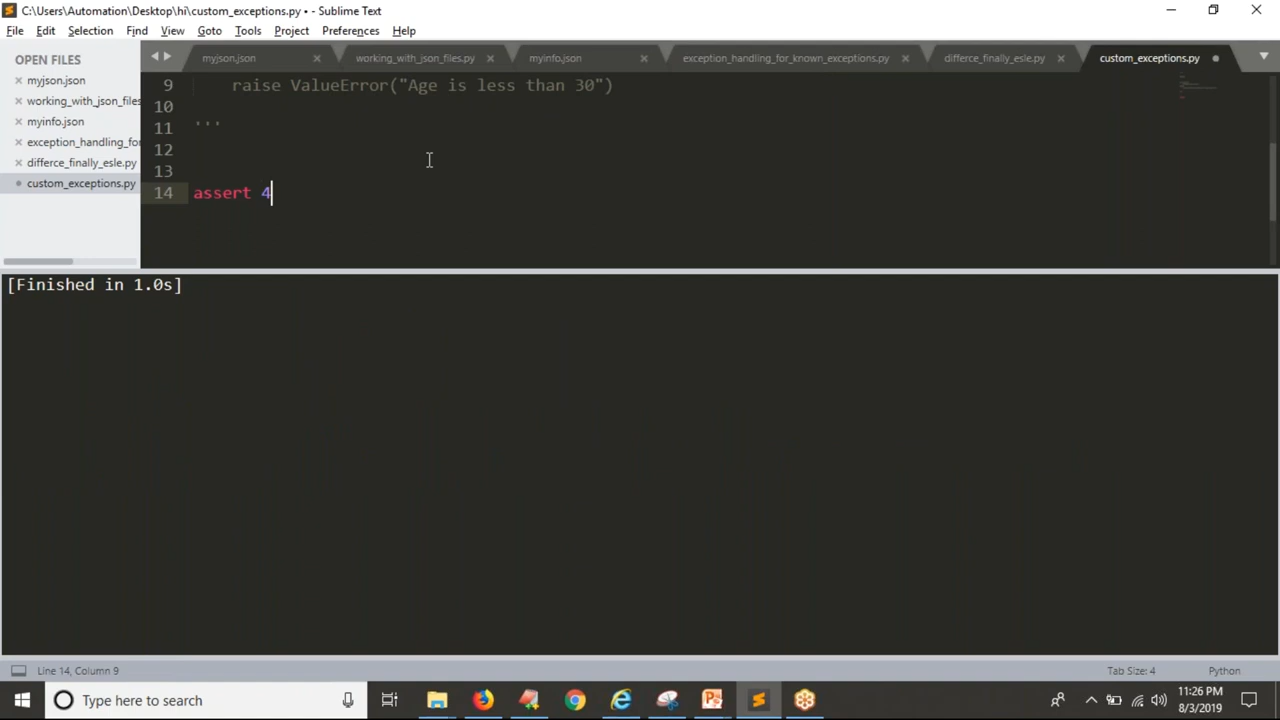 C:\Users\Automation\Desktop\hi\custom_exceptions.py • - Sublime Text
File Edit Selection Find View Goto Tools Project Preferences Help
OPEN FILES
myjson.json
working_with_json_files
myinfo.json
exception_handling_for
differce_finally_esle.py
custom_exceptions.py
myjson.json working_with_json_files.py myinfo.json exception_handling_for_known_exceptions.py differce_finally_esle.py custom_exceptions.py
9 raise ValueError("Age is less than 30")
10
11 '''
12
13
14 assert 4
[Finished in 1.0s]
Line 14, Column 9 Tab Size: 4 Python
Type here to search
11:26 PM
8/3/2019